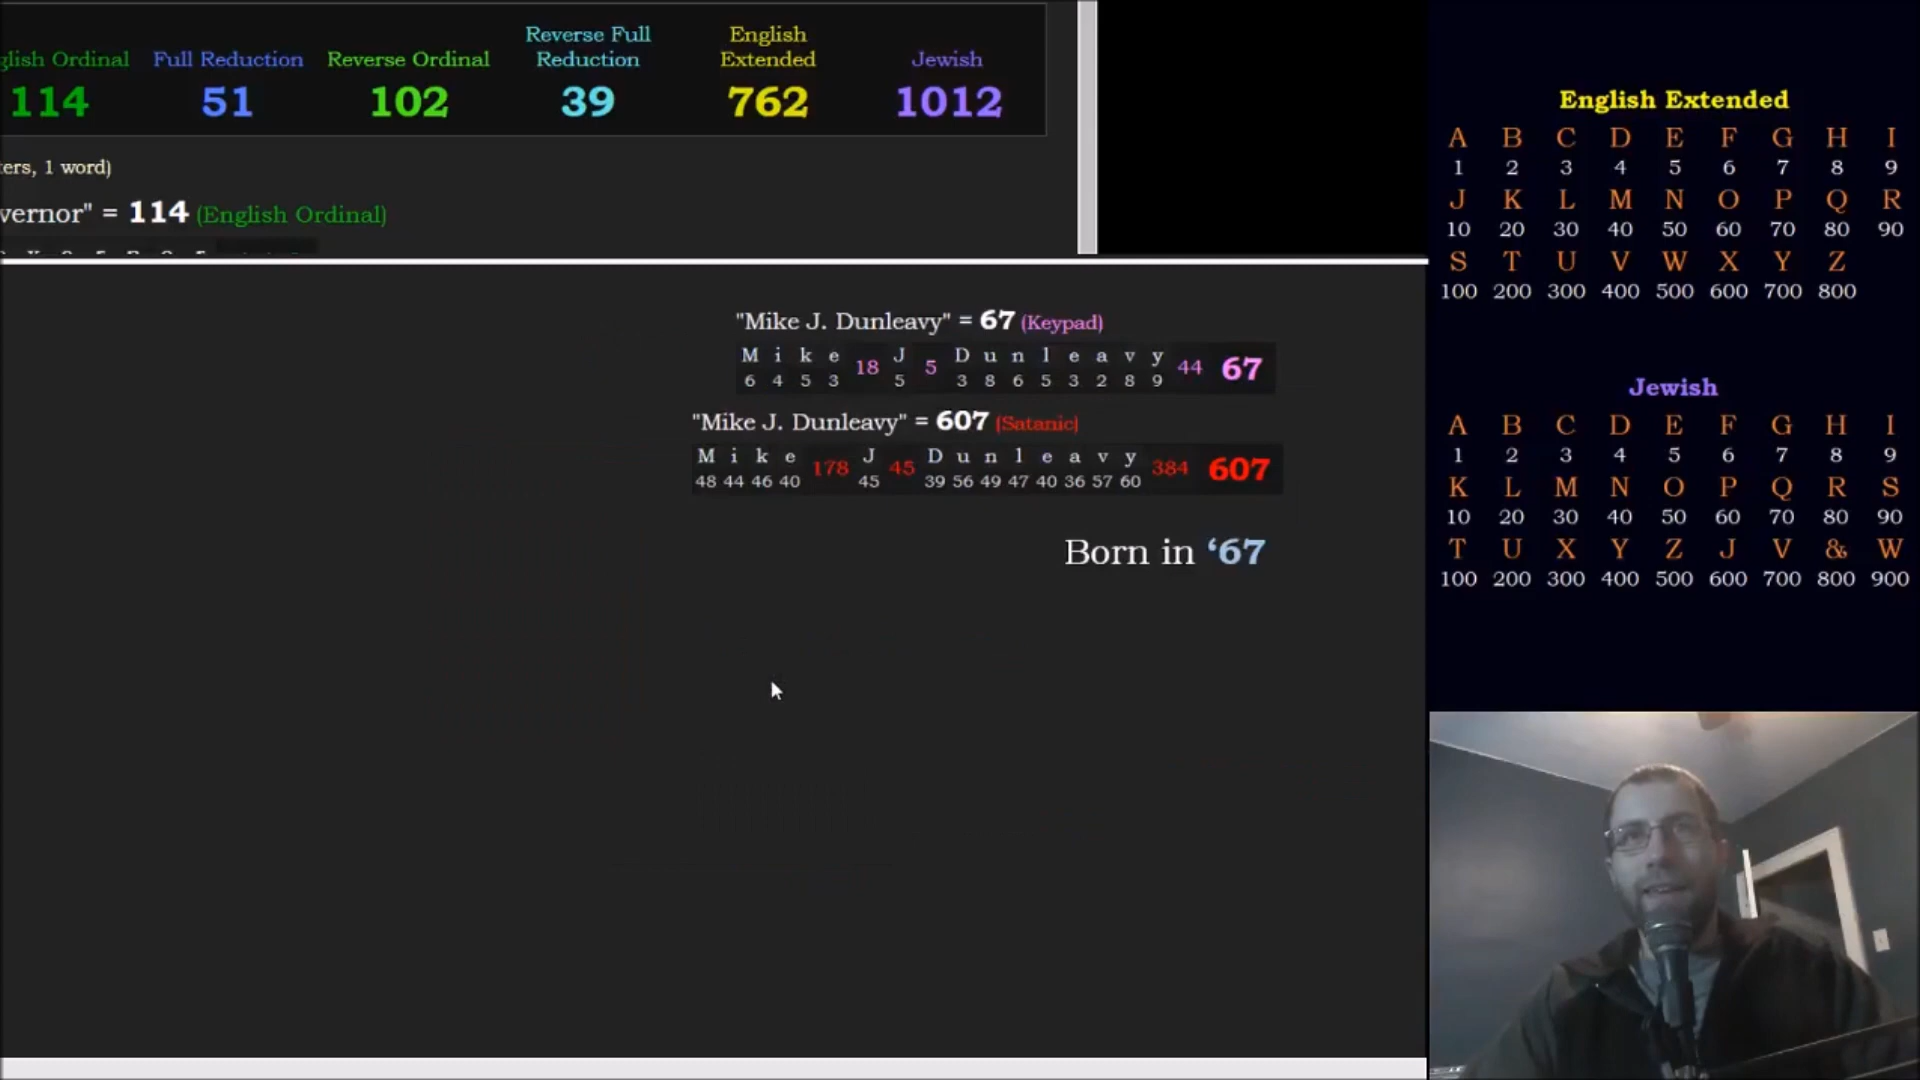 glish Ordinal Full Reduction Reverse Ordinal Reverse Full Reduction English Extended Jewish
114 51 102 39 762 1012
ters, 1 word)
vernor" = 114 (English Ordinal)
"Mike J. Dunleavy" = 67 (Keypad)
M i k e 18 J 5 D u n l e a v y 44 67
6 4 5 3 5 3 8 6 5 3 2 8 9
"Mike J. Dunleavy" = 607 (Satanic)
M i k e 178 J 45 D u n l e a v y 384 607
48 44 46 40 45 39 56 49 47 40 36 57 60
Born in ‘67
English Extended
A B C D E F G H I
1 2 3 4 5 6 7 8 9
J K L M N O P Q R
10 20 30 40 50 60 70 80 90
S T U V W X Y Z
100 200 300 400 500 600 700 800
Jewish
A B C D E F G H I
1 2 3 4 5 6 7 8 9
K L M N O P Q R S
10 20 30 40 50 60 70 80 90
T U X Y Z J V & W
100 200 300 400 500 600 700 800 900